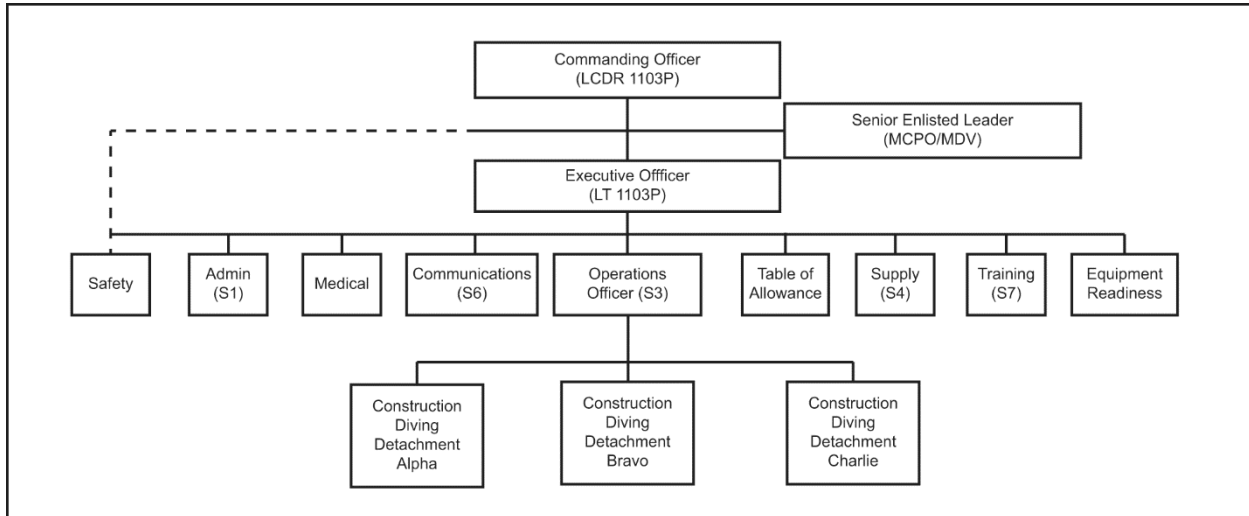 Commanding Officer
(LCDR 1103P)
Senior Enlisted Leader
(MCPO/MDV)
Executive Offficer
(LT 1103P)
Safety
Admin
(S1)
Medical
Communications
(S6)
Operations
Officer (S3)
Table of
Allowance
Supply
(S4)
Training
(S7)
Equipment
Readiness
Construction
Diving
Detachment
Alpha
Construction
Diving
Detachment
Bravo
Construction
Diving
Detachment
Charlie